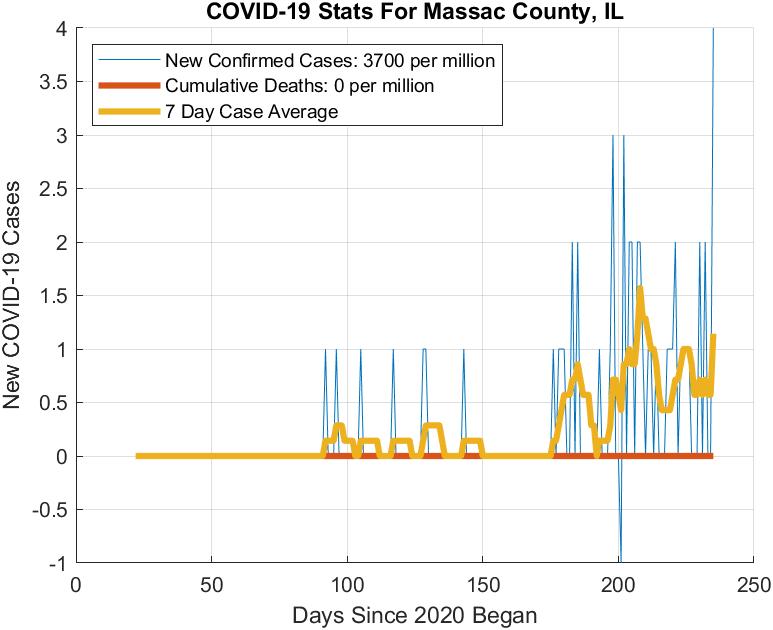 COVID-19 Stats For Massac County, IL
New Confirmed Cases: 3700 per million
Cumulative Deaths: 0 per million
7 Day Case Average
New COVID-19 Cases
4
3.5
3
2.5
2
1.5
1
0.5
0
-0.5
-1
0 50 100 150 200 250
Days Since 2020 Began